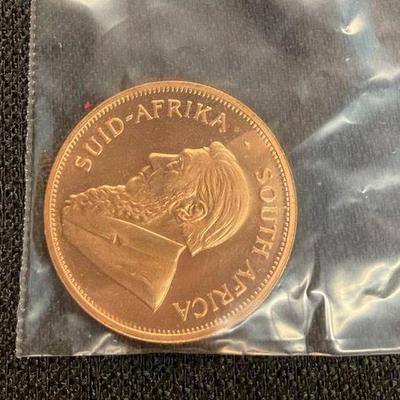 SUID-AFRIKA · SOUTH AFRICA